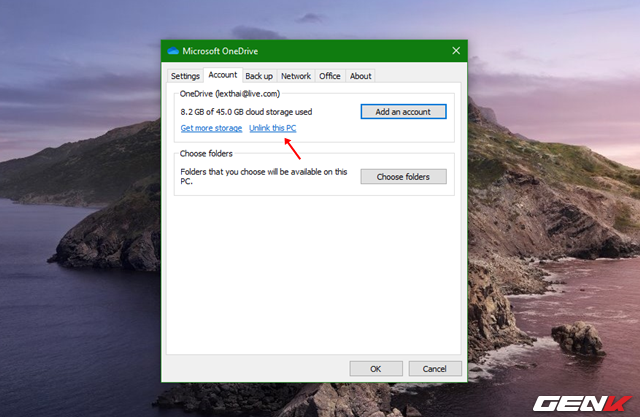 Microsoft OneDrive
Settings Account Back up Network Office About
OneDrive (lexthai@live.com)
8.2 GB of 45.0 GB cloud storage used
Add an account
Get more storage Unlink this PC
Choose folders
Folders that you choose will be available on this
PC.
Choose folders
OK Cancel
GENK